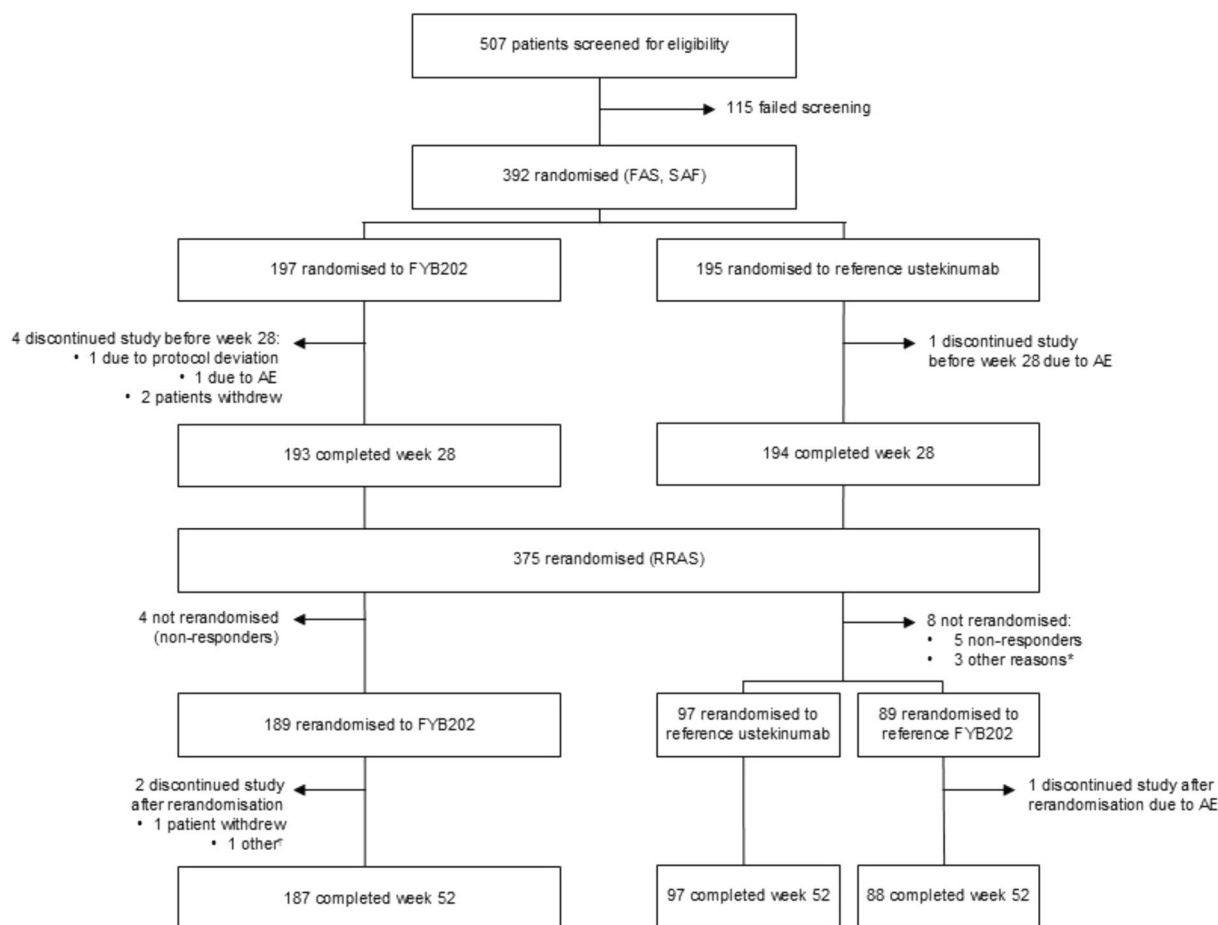 507 patients screened for eligibility
115 failed screening
392 randomised (FAS, SAF)
197 randomised to FYB202
195 randomised to reference ustekinumab
4 discontinued study before week 28:
• 1 due to protocol deviation
• 1 due to AE
• 2 patients withdrew
1 discontinued study
before week 28 due to AE
193 completed week 28
194 completed week 28
375 rerandomised (RRAS)
4 not rerandomised
(non-responders)
8 not rerandomised:
• 5 non-responders
• 3 other reasons*
189 rerandomised to FYB202
97 rerandomised to
reference ustekinumab
89 rerandomised to
reference FYB202
2 discontinued study
after rerandomisation
• 1 patient withdrew
• 1 other
1 discontinued study after
rerandomisation due to AE
187 completed week 52
97 completed week 52
88 completed week 52